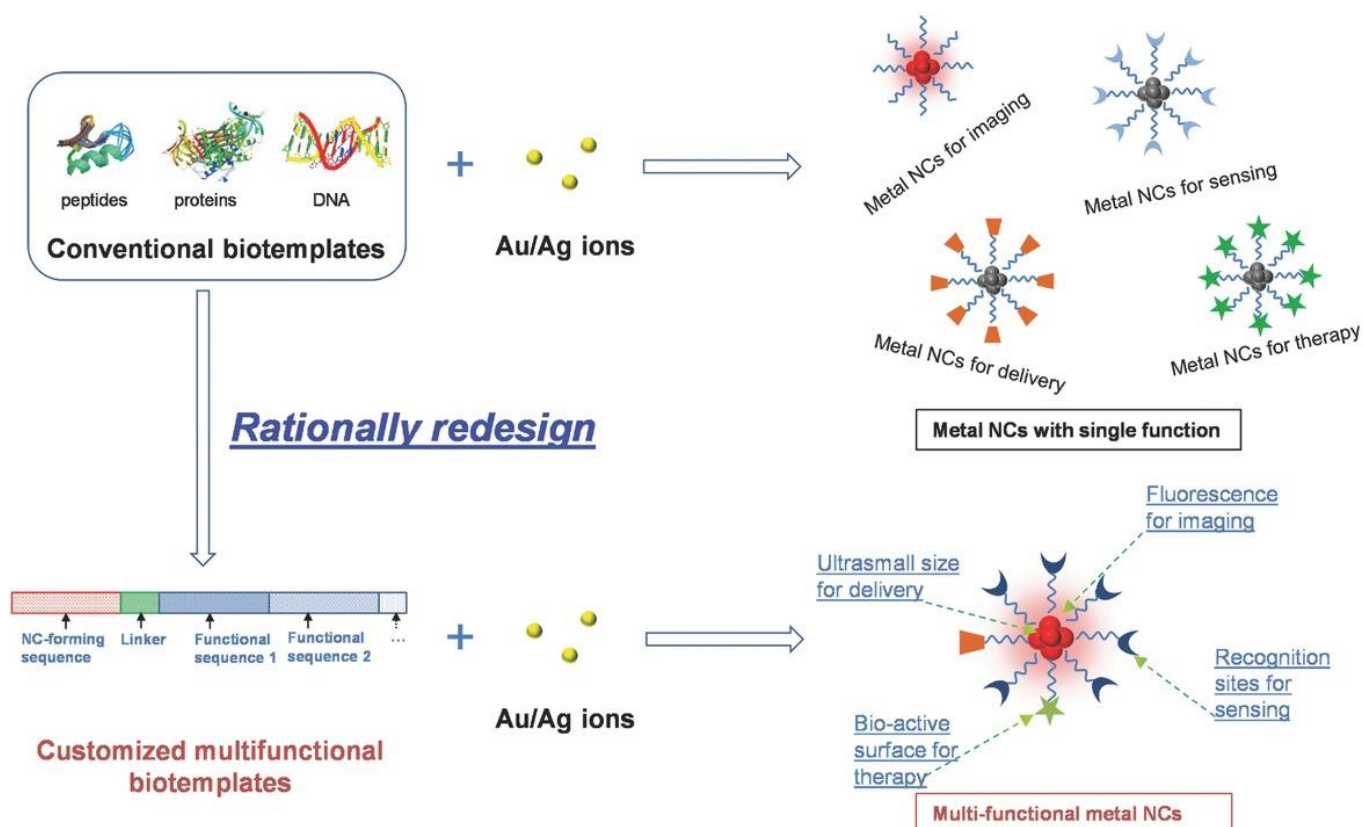 peptides
proteins
DNA
Conventional biotemplates
+
Au/Ag ions
Metal NCs for imaging
Metal NCs for sensing
Metal NCs for delivery
Metal NCs for therapy
Metal NCs with single function
Rationally redesign
NC-forming
sequence
Linker
Functional
sequence 1
Functional
sequence 2
...
Customized multifunctional
biotemplates
+
Au/Ag ions
Fluorescence
for imaging
Ultrasmall size
for delivery
Recognition
sites for
sensing
Bio-active
surface for
therapy
Multi-functional metal NCs